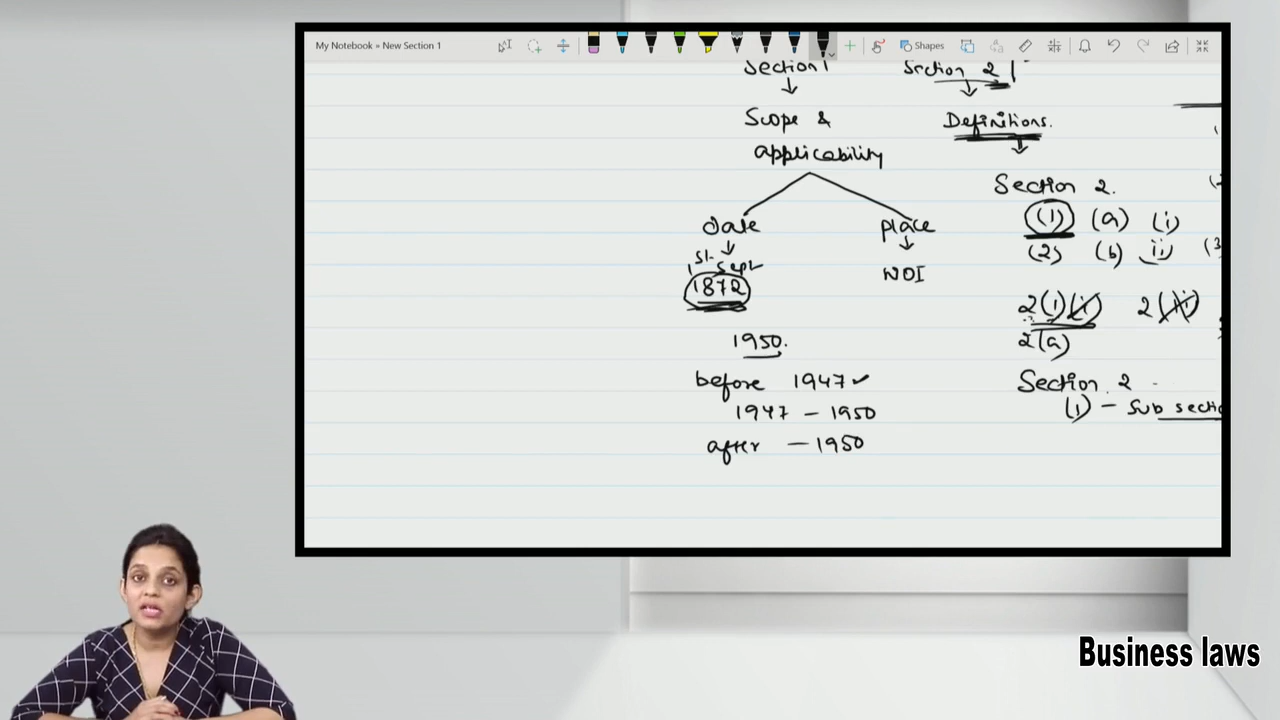 My Notebook » New Section 1
Shapes
Section 1
Scope &
applicability
date
1st Sept
1872
place
WOI
1950.
before 1947 ✓
1947 – 1950
after – 1950
Section 2
Definitions.
Section 2.
(1) (a) (i)
(2) (b) ii)
2(1)(i) 2(ii)
2(a)
Section 2 -
(1) - Sub sectio
Business laws